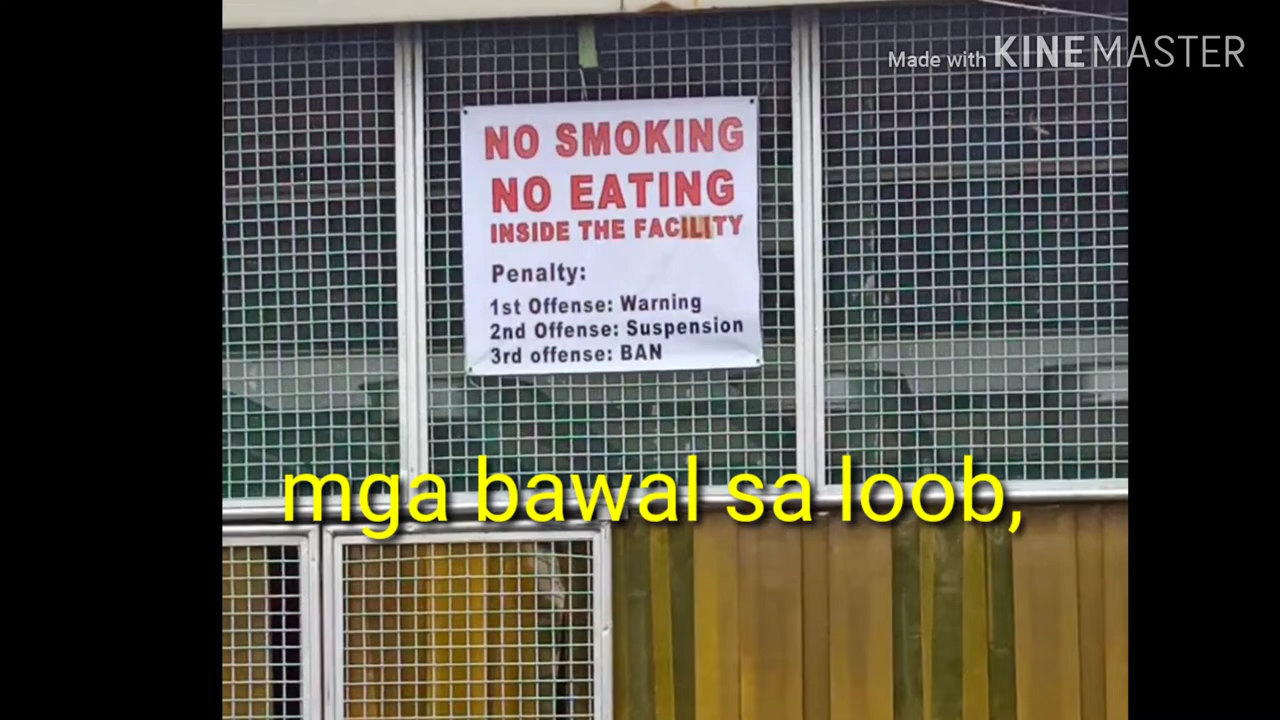 Made with KINEMASTER
NO SMOKING
NO EATING
INSIDE THE FACILITY
Penalty:
1st Offense: Warning
2nd Offense: Suspension
3rd offense: BAN
mga bawal sa loob,